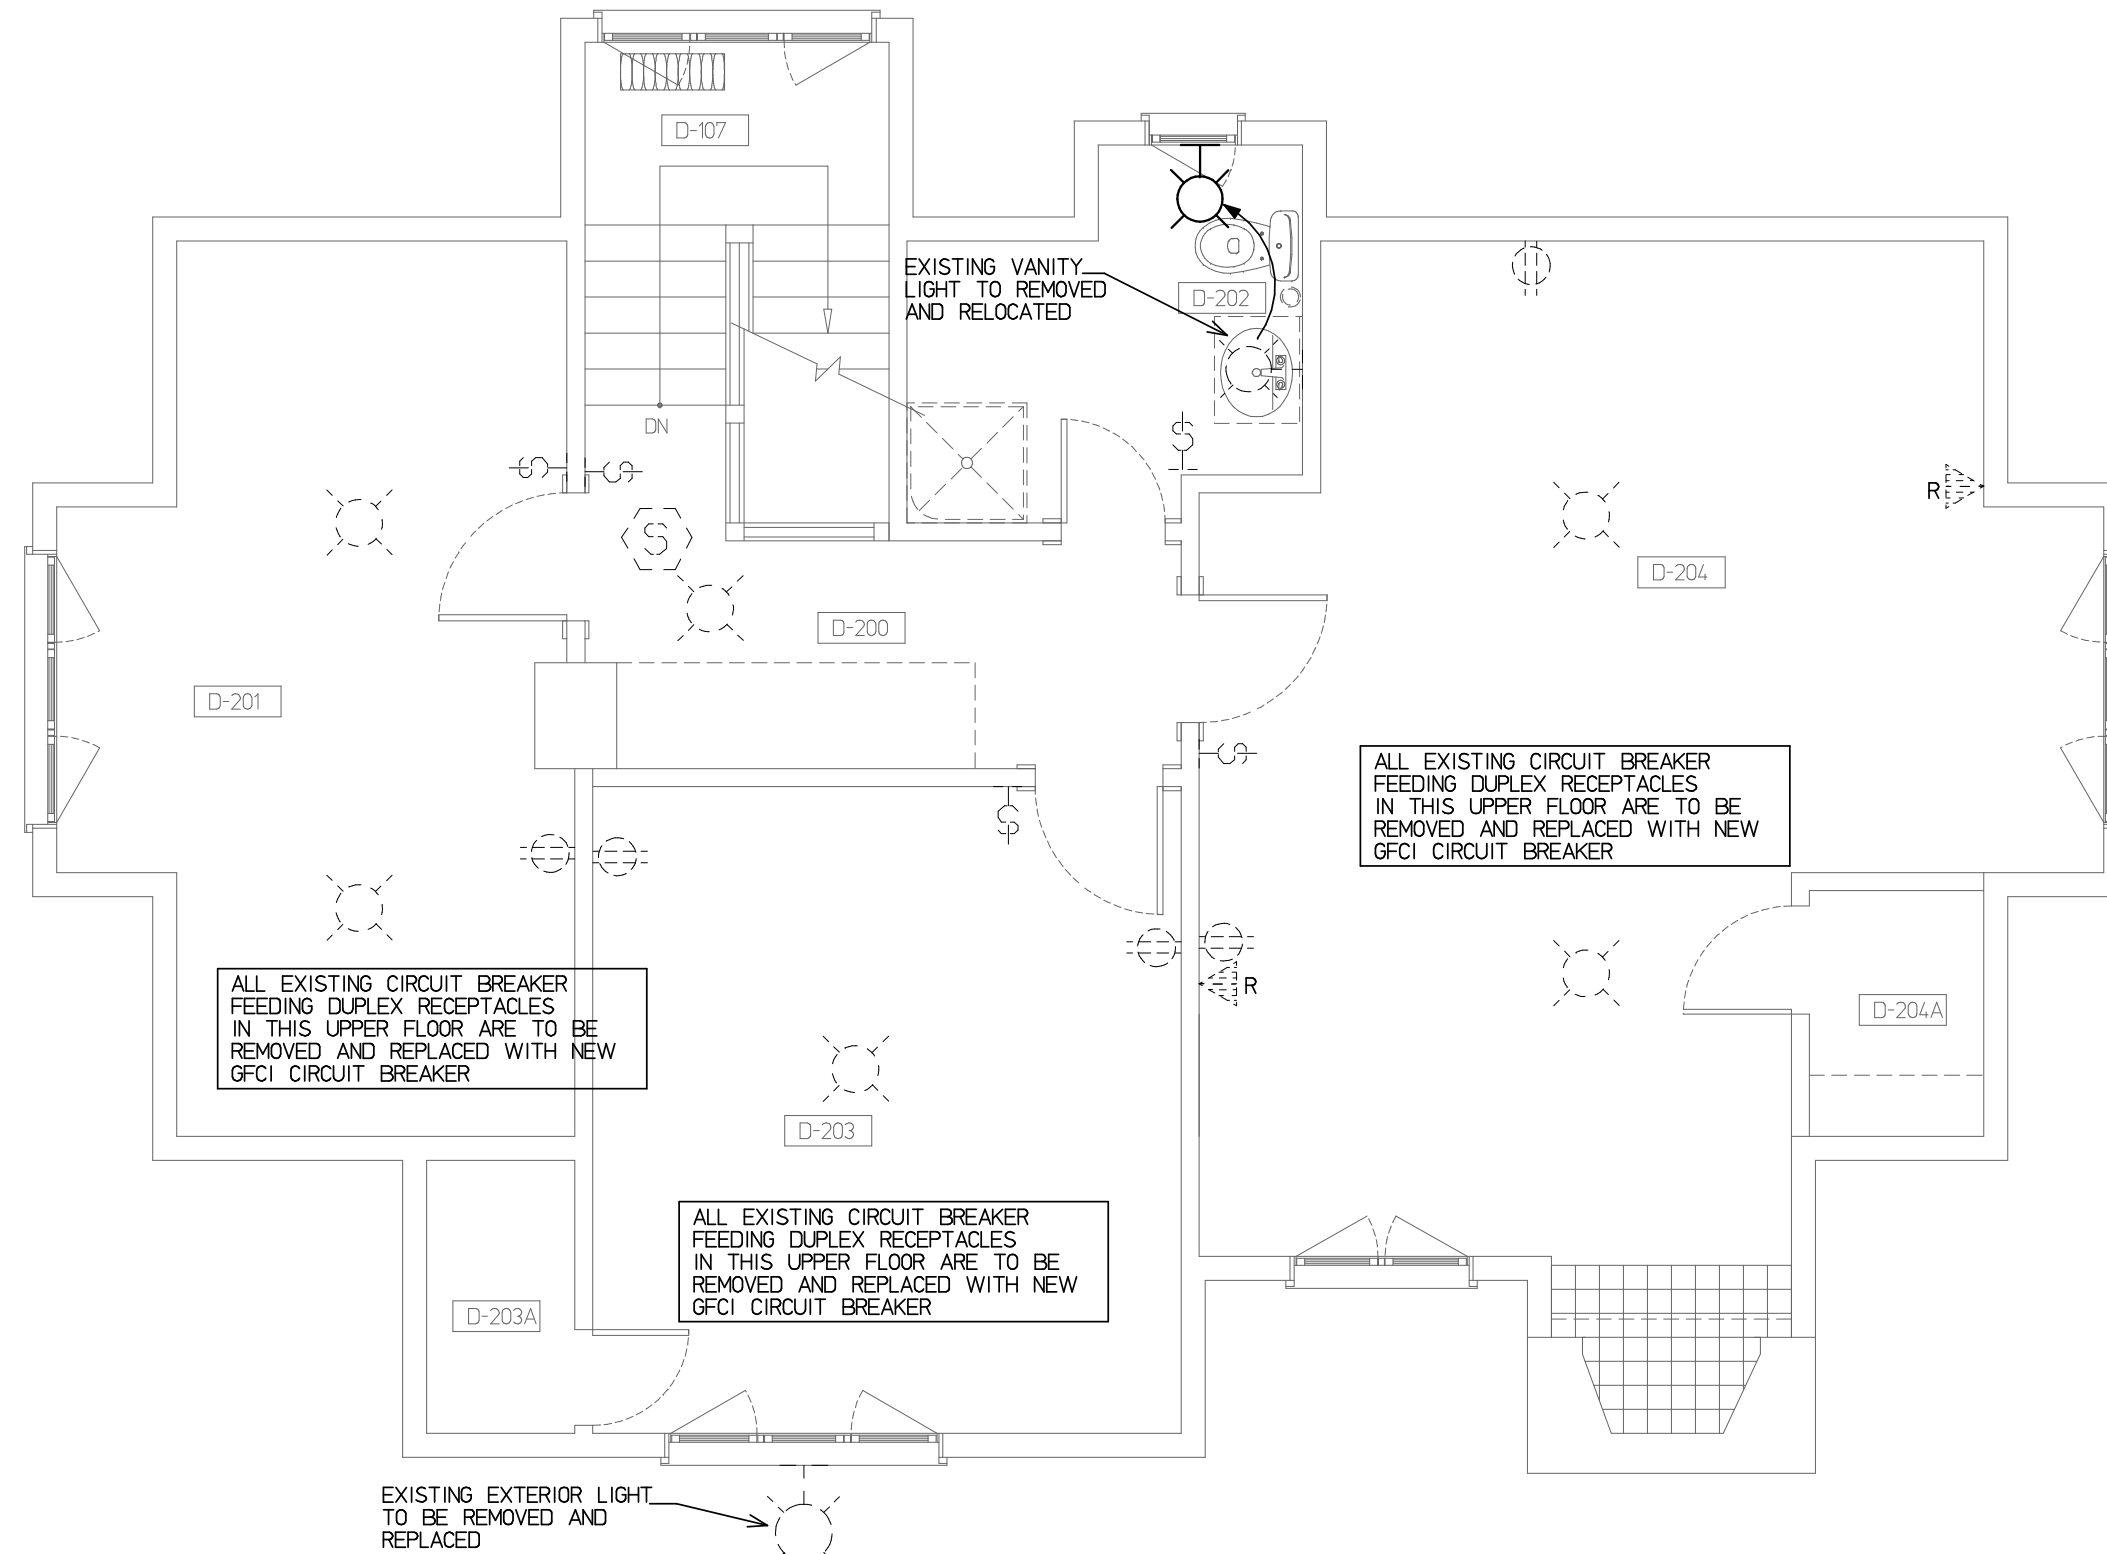 D-107
EXISTING VANITY
LIGHT TO REMOVED
AND RELOCATED
D-202
DN
S
S
S
R
S
D-204
D-200
D-201
S
S
ALL EXISTING CIRCUIT BREAKER
FEEDING DUPLEX RECEPTACLES
IN THIS UPPER FLOOR ARE TO BE
REMOVED AND REPLACED WITH NEW
GFCI CIRCUIT BREAKER
ALL EXISTING CIRCUIT BREAKER
FEEDING DUPLEX RECEPTACLES
IN THIS UPPER FLOOR ARE TO BE
REMOVED AND REPLACED WITH NEW
GFCI CIRCUIT BREAKER
R
D-204A
D-203
ALL EXISTING CIRCUIT BREAKER
FEEDING DUPLEX RECEPTACLES
IN THIS UPPER FLOOR ARE TO BE
REMOVED AND REPLACED WITH NEW
GFCI CIRCUIT BREAKER
D-203A
EXISTING EXTERIOR LIGHT
TO BE REMOVED AND
REPLACED